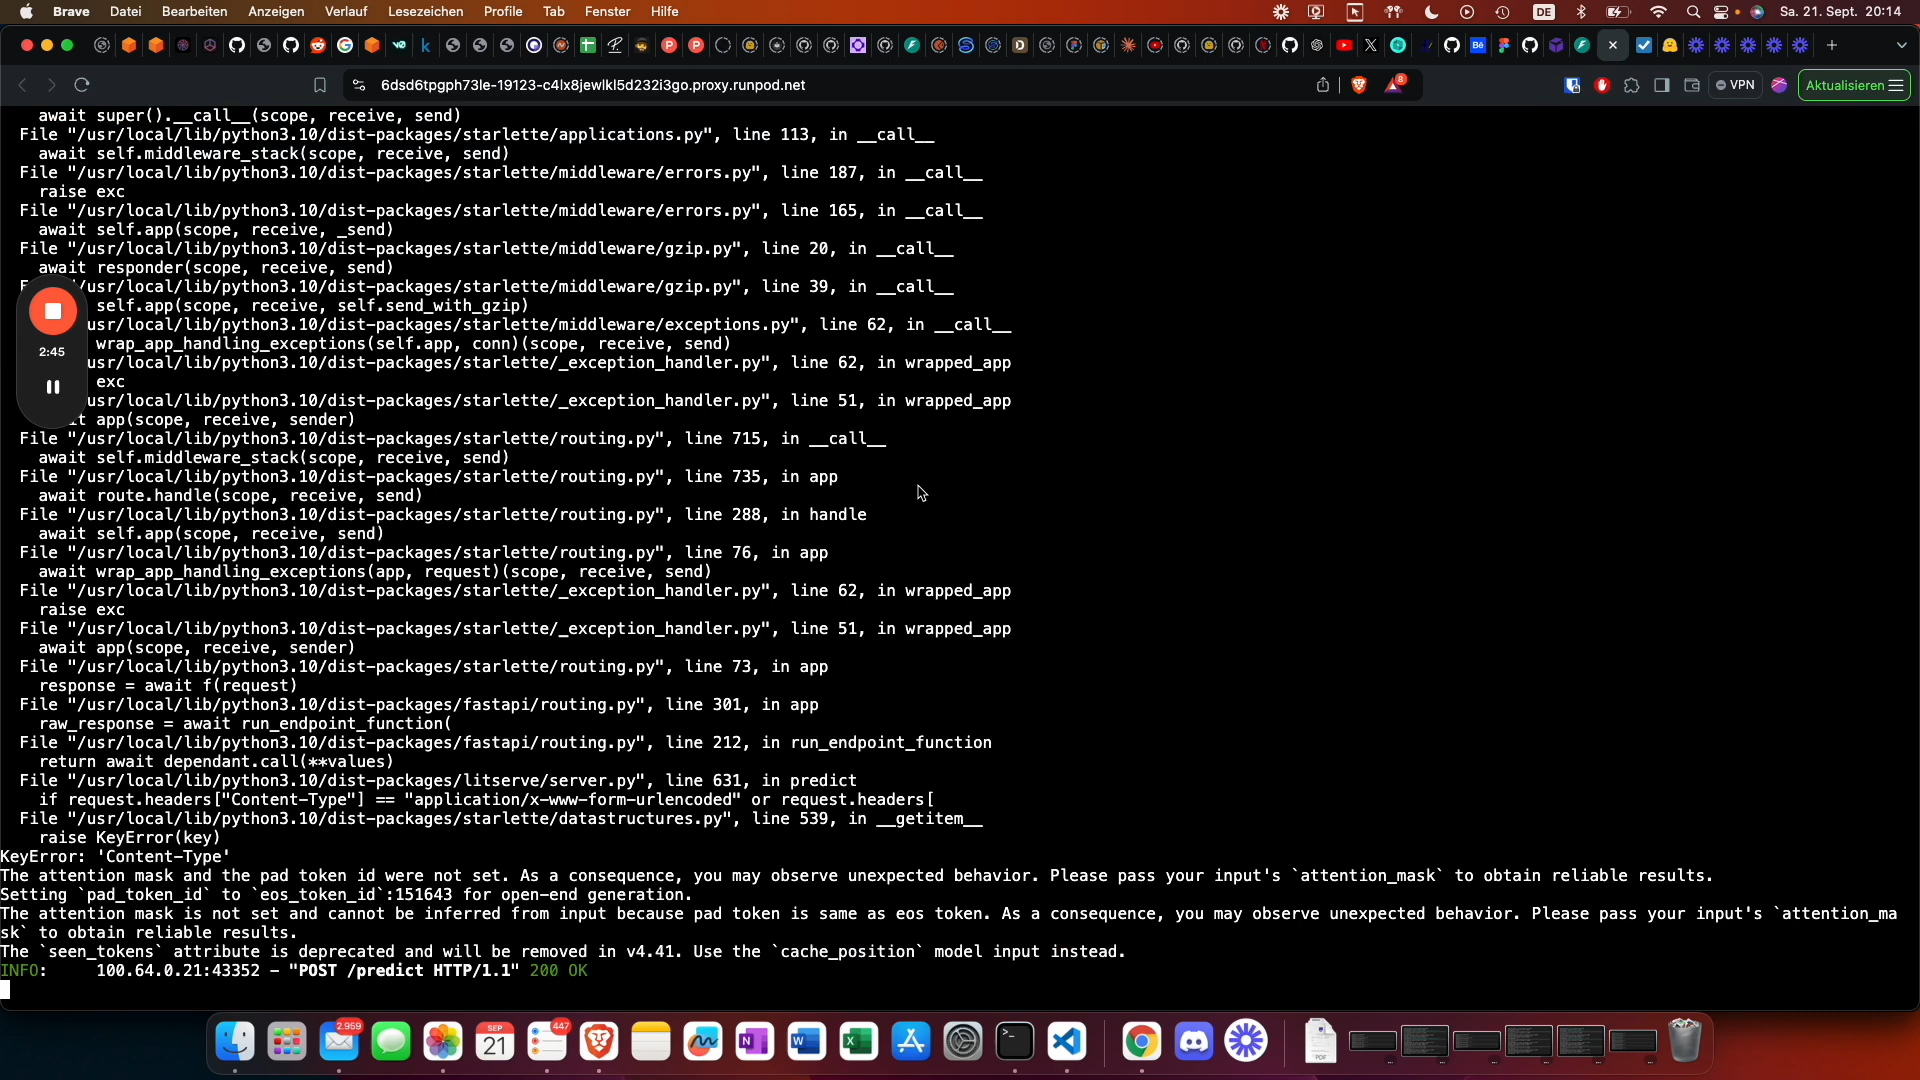 Brave Datei Bearbeiten Anzeigen Verlauf Lesezeichen Profile Tab Fenster Hilfe DE Sa. 21. Sept. 20:14
6dsd6tpgph73le-19123-c4lx8jewlkl5d232i3go.proxy.runpod.net 8 VPN Aktualisieren
await super().__call__(scope, receive, send)
File "/usr/local/lib/python3.10/dist-packages/starlette/applications.py", line 113, in __call__
await self.middleware_stack(scope, receive, send)
File "/usr/local/lib/python3.10/dist-packages/starlette/middleware/errors.py", line 187, in __call__
raise exc
File "/usr/local/lib/python3.10/dist-packages/starlette/middleware/errors.py", line 165, in __call__
await self.app(scope, receive, _send)
File "/usr/local/lib/python3.10/dist-packages/starlette/middleware/gzip.py", line 20, in __call__
await responder(scope, receive, send)
"/usr/local/lib/python3.10/dist-packages/starlette/middleware/gzip.py", line 39, in __call__
self.app(scope, receive, self.send_with_gzip)
usr/local/lib/python3.10/dist-packages/starlette/middleware/exceptions.py", line 62, in __call__
2:45 wrap_app_handling_exceptions(self.app, conn)(scope, receive, send)
usr/local/lib/python3.10/dist-packages/starlette/_exception_handler.py", line 62, in wrapped_app
exc
usr/local/lib/python3.10/dist-packages/starlette/_exception_handler.py", line 51, in wrapped_app
app(scope, receive, sender)
File "/usr/local/lib/python3.10/dist-packages/starlette/routing.py", line 715, in __call__
await self.middleware_stack(scope, receive, send)
File "/usr/local/lib/python3.10/dist-packages/starlette/routing.py", line 735, in app
await route.handle(scope, receive, send)
File "/usr/local/lib/python3.10/dist-packages/starlette/routing.py", line 288, in handle
await self.app(scope, receive, send)
File "/usr/local/lib/python3.10/dist-packages/starlette/routing.py", line 76, in app
await wrap_app_handling_exceptions(app, request)(scope, receive, send)
File "/usr/local/lib/python3.10/dist-packages/starlette/_exception_handler.py", line 62, in wrapped_app
raise exc
File "/usr/local/lib/python3.10/dist-packages/starlette/_exception_handler.py", line 51, in wrapped_app
await app(scope, receive, sender)
File "/usr/local/lib/python3.10/dist-packages/starlette/routing.py", line 73, in app
response = await f(request)
File "/usr/local/lib/python3.10/dist-packages/fastapi/routing.py", line 301, in app
raw_response = await run_endpoint_function(
File "/usr/local/lib/python3.10/dist-packages/fastapi/routing.py", line 212, in run_endpoint_function
return await dependant.call(**values)
File "/usr/local/lib/python3.10/dist-packages/litserve/server.py", line 631, in predict
if request.headers["Content-Type"] == "application/x-www-form-urlencoded" or request.headers[
File "/usr/local/lib/python3.10/dist-packages/starlette/datastructures.py", line 539, in __getitem__
raise KeyError(key)
KeyError: 'Content-Type'
The attention mask and the pad token id were not set. As a consequence, you may observe unexpected behavior. Please pass your input's `attention_mask` to obtain reliable results.
Setting `pad_token_id` to `eos_token_id`:151643 for open-end generation.
The attention mask is not set and cannot be inferred from input because pad token is same as eos token. As a consequence, you may observe unexpected behavior. Please pass your input's `attention_ma
sk` to obtain reliable results.
The `seen_tokens` attribute is deprecated and will be removed in v4.41. Use the `cache_position` model input instead.
INFO: 100.64.0.21:43352 - "POST /predict HTTP/1.1" 200 OK
2.959 SEP 21 447 PDF